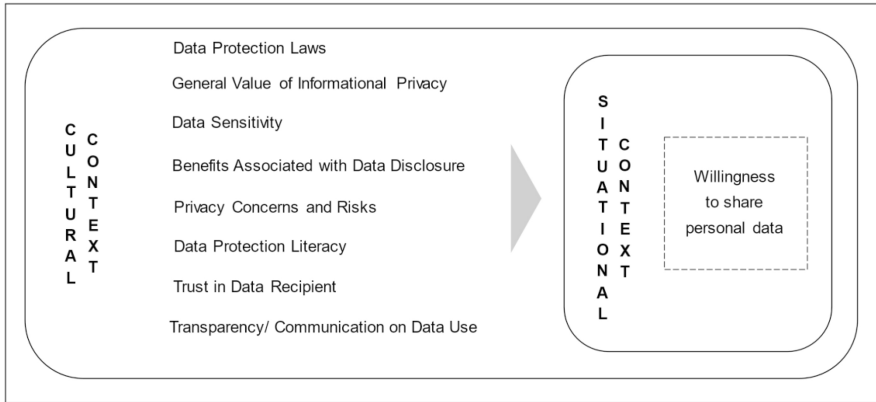 CULTURAL
CONTEXT
Data Protection Laws
General Value of Informational Privacy
Data Sensitivity
Benefits Associated with Data Disclosure
Privacy Concerns and Risks
Data Protection Literacy
Trust in Data Recipient
Transparency/ Communication on Data Use
SITUATIONAL
CONTEXT
Willingness
to share
personal data